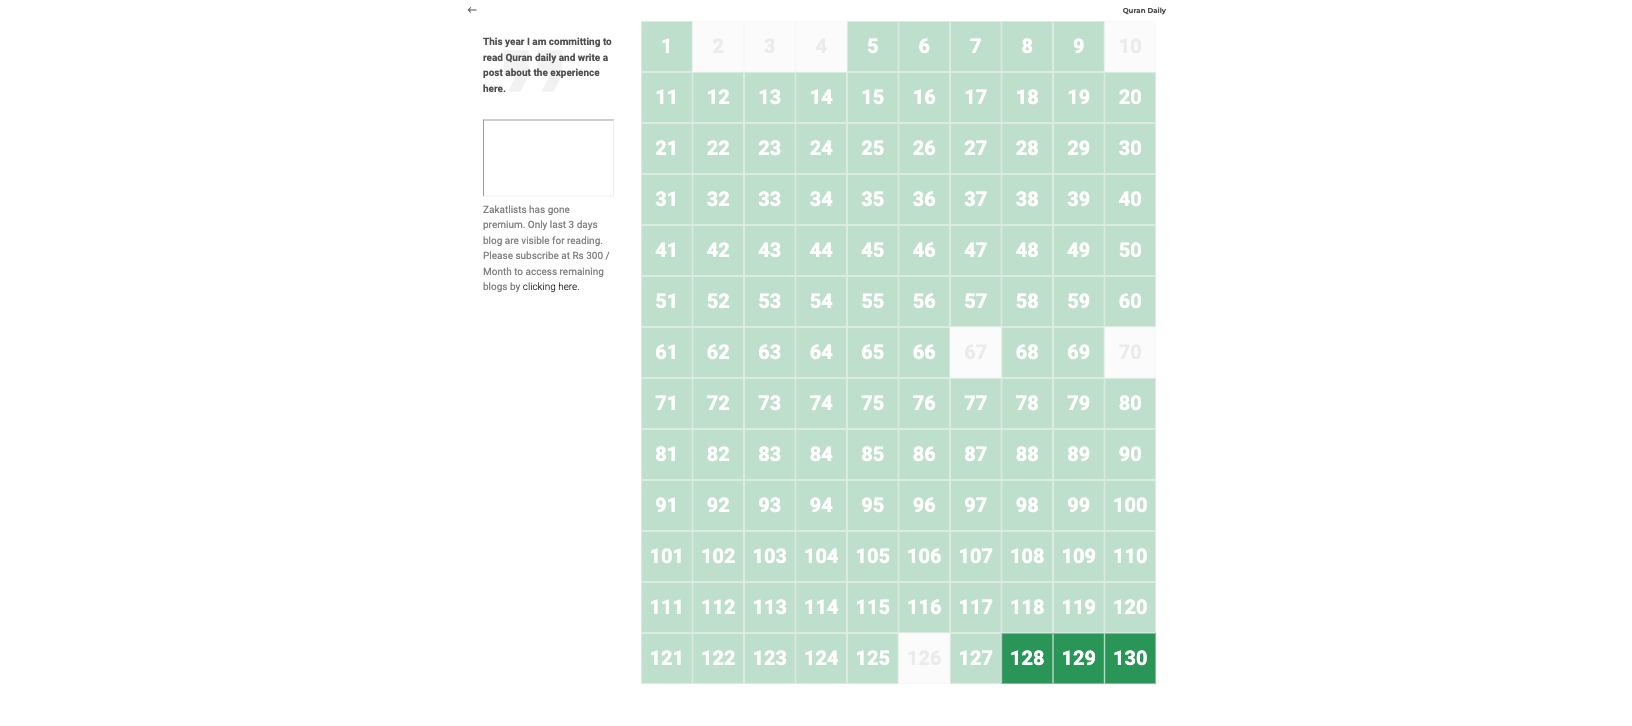 Quran Daily
This year I am committing to
read Quran daily and write a
post about the experience
here.
Zakatlists has gone
premium. Only last 3 days
blog are visible for reading.
Please subscribe at Rs 300 /
Month to access remaining
blogs by clicking here.
1 2 3 4 5 6 7 8 9 10
11 12 13 14 15 16 17 18 19 20
21 22 23 24 25 26 27 28 29 30
31 32 33 34 35 36 37 38 39 40
41 42 43 44 45 46 47 48 49 50
51 52 53 54 55 56 57 58 59 60
61 62 63 64 65 66 67 68 69 70
71 72 73 74 75 76 77 78 79 80
81 82 83 84 85 86 87 88 89 90
91 92 93 94 95 96 97 98 99 100
101 102 103 104 105 106 107 108 109 110
111 112 113 114 115 116 117 118 119 120
121 122 123 124 125 126 127 128 129 130